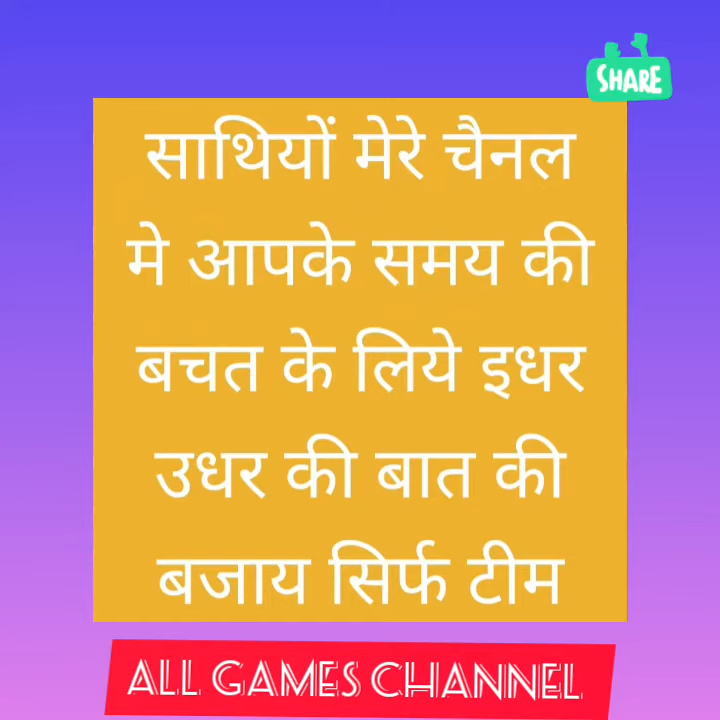 SHARE
साथियों मेरे चैनल
मे आपके समय की
बचत के लिये इधर
उधर की बात की
बजाय सिर्फ टीम
ALL GAMES CHANNEL